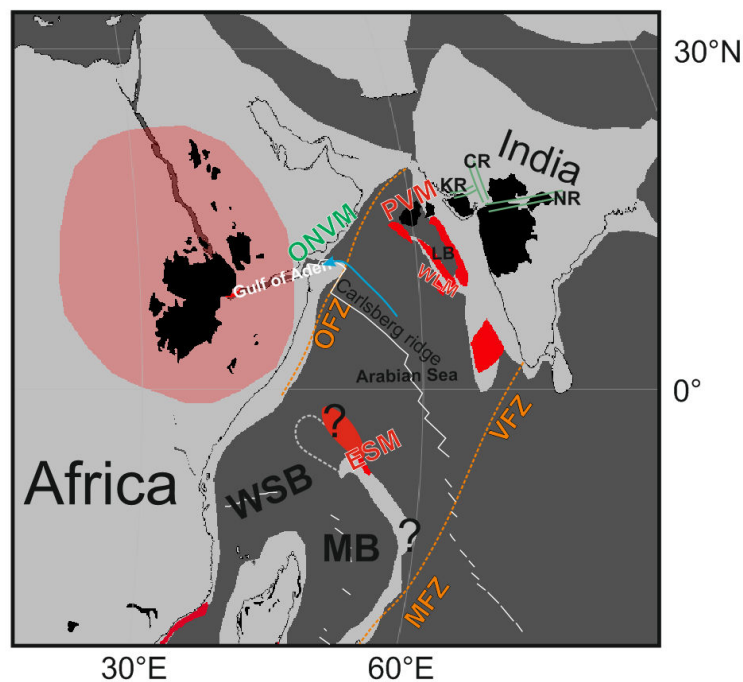 30°N
India
CR
KR
NR
PVM
ONVM
LB
WLM
Gulf of Aden
Carlsberg ridge
OFZ
Arabian Sea
0°
VFZ
?
ESM
Africa
WSB
?
MB
MFZ
30°E
60°E